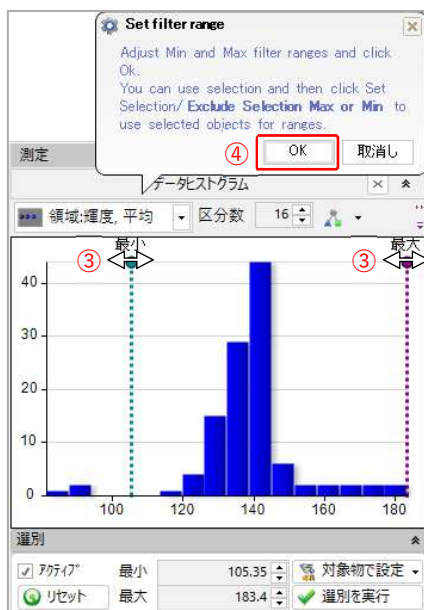 Set filter range
Adjust Min and Max filter ranges and click
Ok.
You can use selection and then click Set
Selection/ Exclude Selection Max or Min to
use selected objects for ranges.
④ OK 取消し
測定
データヒストグラム
領域:輝度, 平均 区分数 16
最小 最大
③ ③
40
30
20
10
0
100 120 140 160 180
選別
アクティブ 最小 105.35 対象物で設定
リセット 最大 183.4 選別を実行